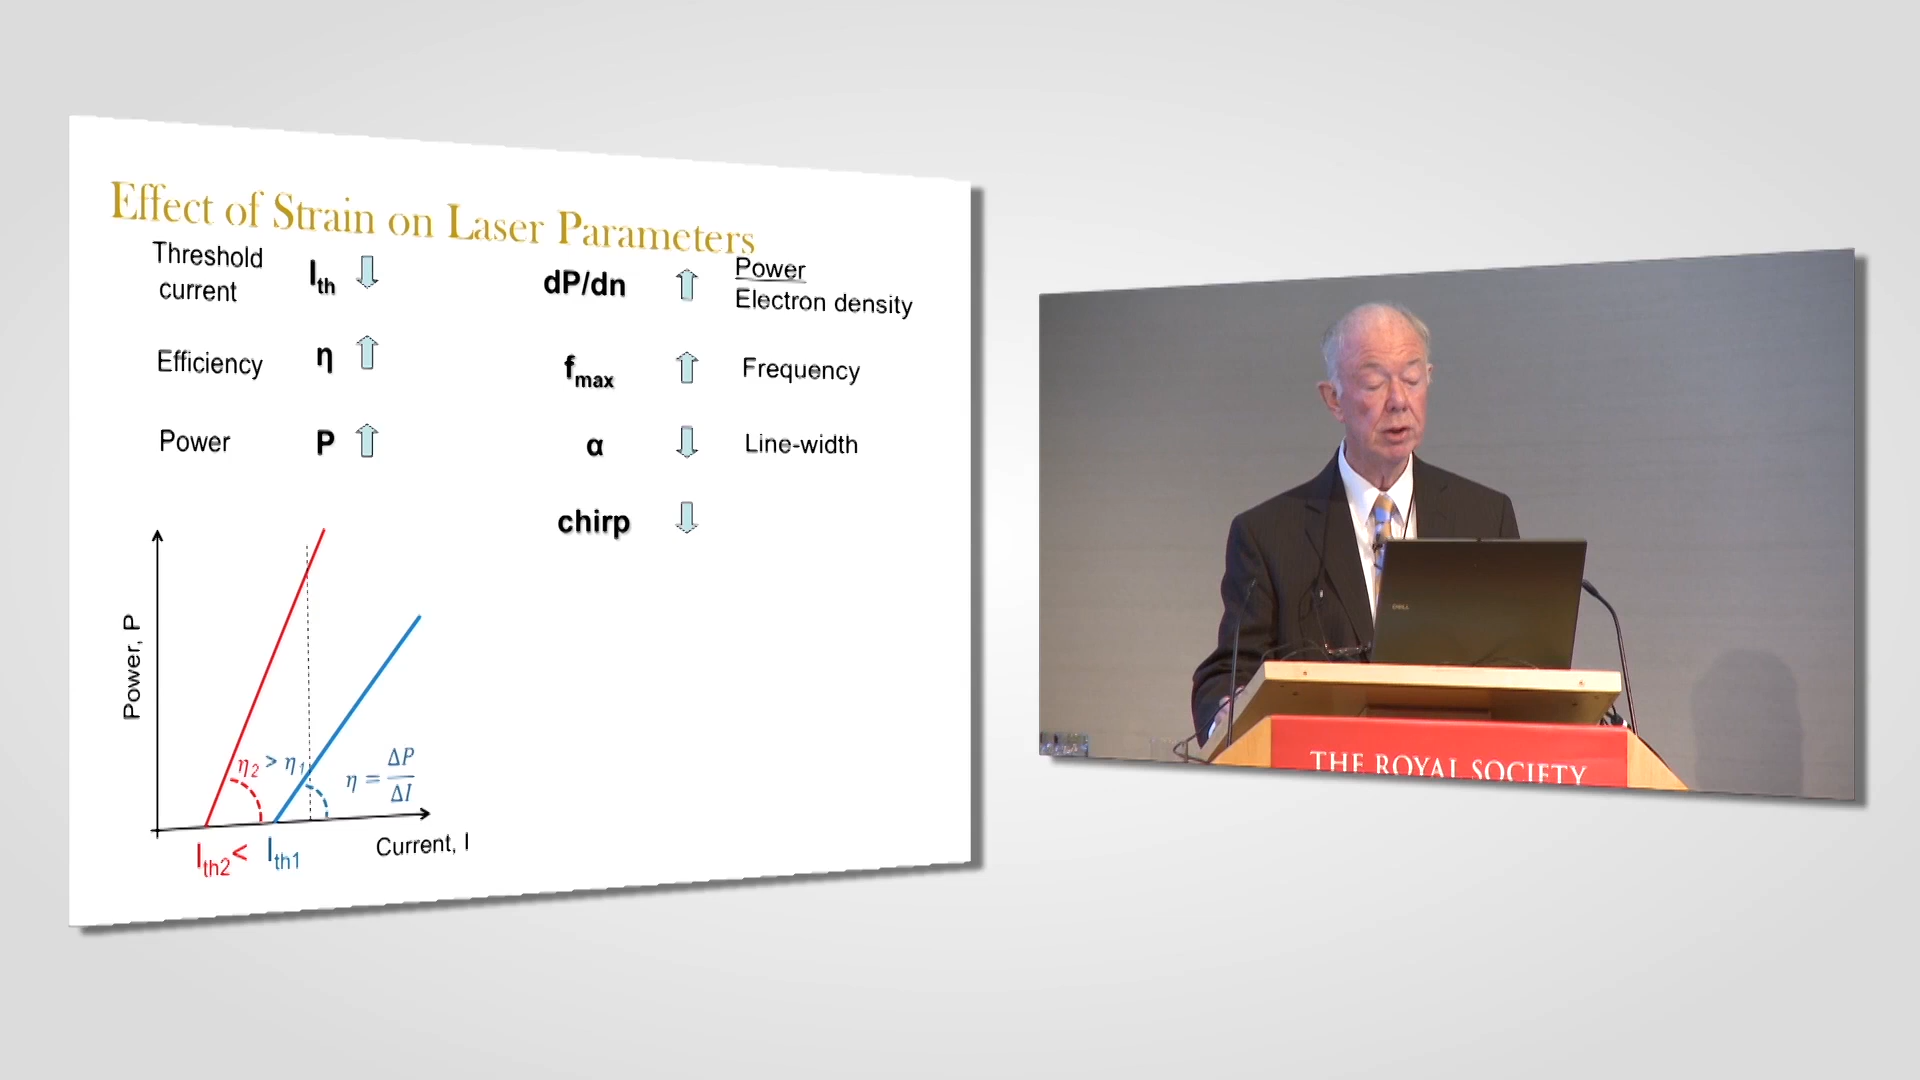 Effect of Strain on Laser Parameters
Threshold
current
Ith
Efficiency
η
Power
P
dP/dn
Power
Electron density
fmax
Frequency
α
Line-width
chirp
Power, P
η2 > η1
η = ΔP/ΔI
Ith2 < Ith1
Current, I
DELL
THE ROYAL SOCIETY